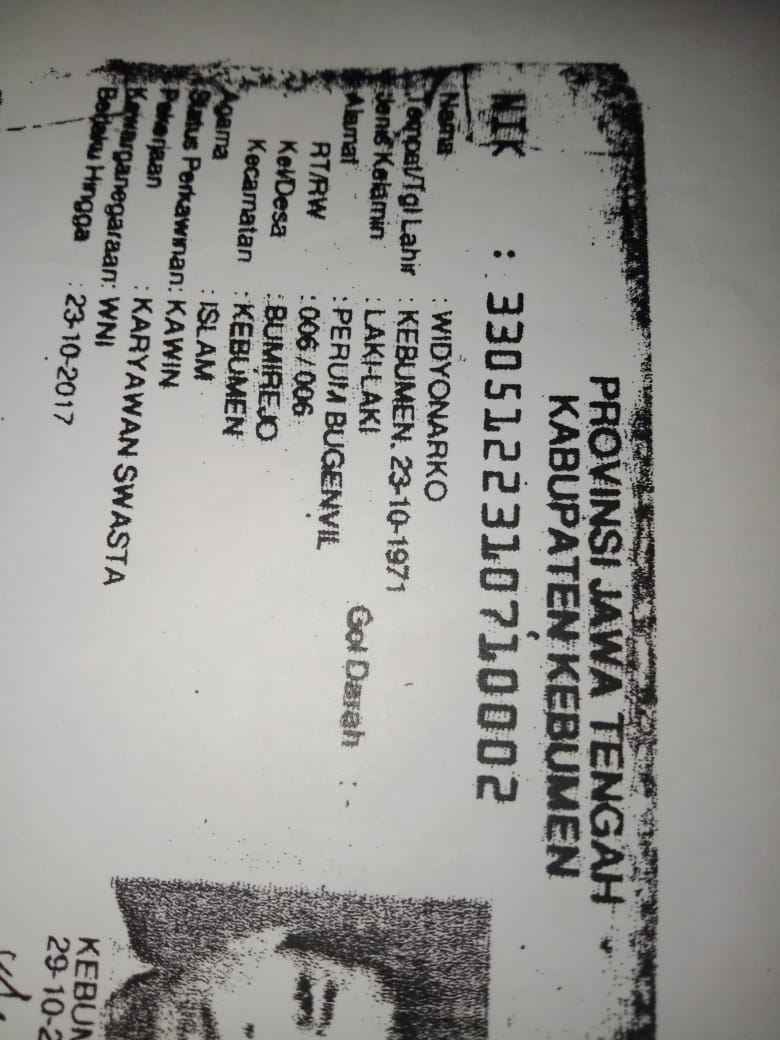 PROVINSI JAWA TENGAH
KABUPATEN KEBUMEN
NIK : 3305122310710002
Nama : WIDYONARKO
Tempat/Tgl Lahir : KEBUMEN. 23-10-1971
Jenis Kelamin : LAKI-LAKI Gol Darah : -
Alamat : PERUM BUGENVIL
RT/RW : 006 / 006
Kel/Desa : BUMIREJO
Kecamatan : KEBUMEN
Agama : ISLAM
Status Perkawinan: KAWIN
Pekerjaan : KARYAWAN SWASTA
Kewarganegaraan: WNI
Berlaku Hingga : 23-10-2017
KEBUM
29-10-2